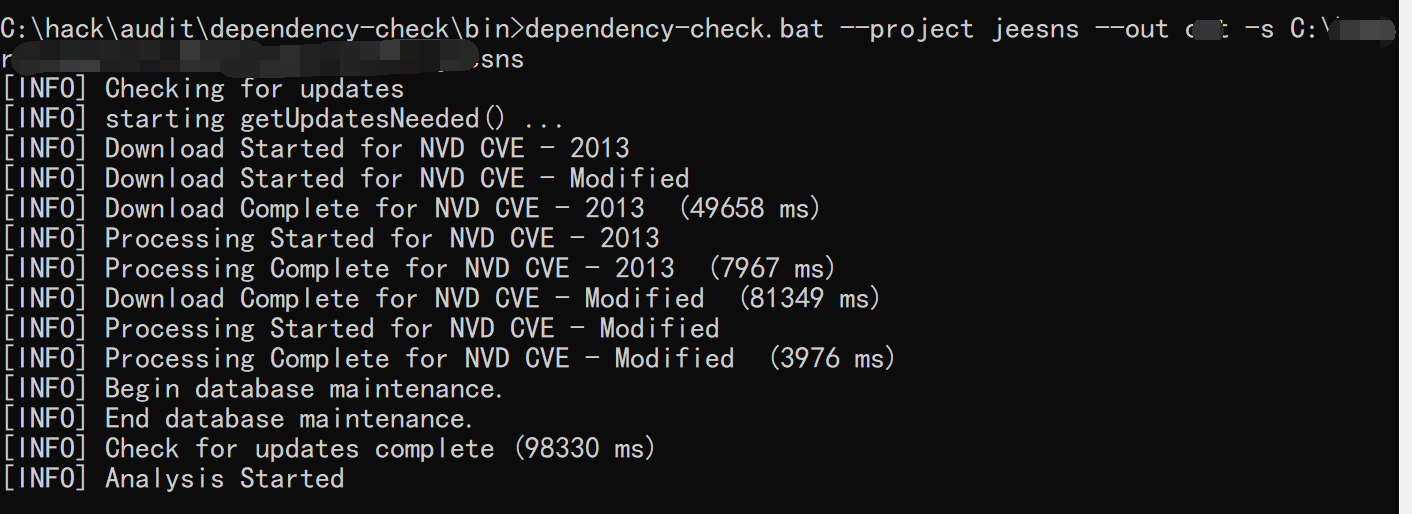 C:\hack\audit\dependency-check\bin>dependency-check.bat --project jeesns --out -s C:\
sns
[INFO] Checking for updates
[INFO] starting getUpdatesNeeded() ...
[INFO] Download Started for NVD CVE - 2013
[INFO] Download Started for NVD CVE - Modified
[INFO] Download Complete for NVD CVE - 2013  (49658 ms)
[INFO] Processing Started for NVD CVE - 2013
[INFO] Processing Complete for NVD CVE - 2013  (7967 ms)
[INFO] Download Complete for NVD CVE - Modified  (81349 ms)
[INFO] Processing Started for NVD CVE - Modified
[INFO] Processing Complete for NVD CVE - Modified  (3976 ms)
[INFO] Begin database maintenance.
[INFO] End database maintenance.
[INFO] Check for updates complete (98330 ms)
[INFO] Analysis Started